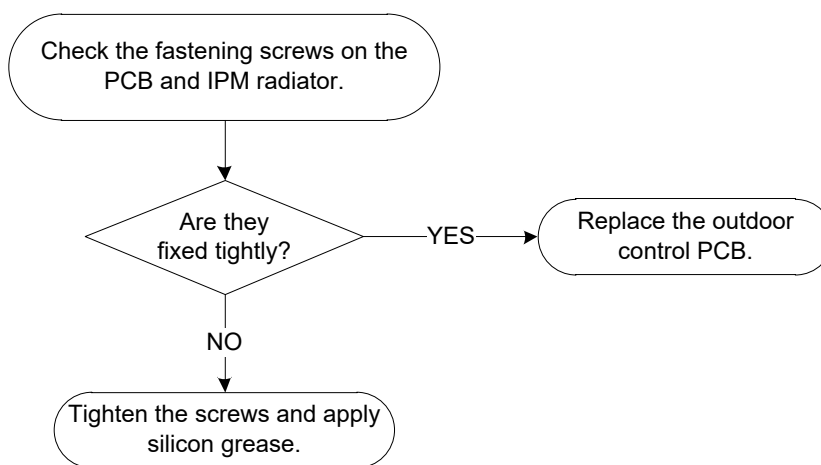 Check the fastening screws on the
PCB and IPM radiator.
Are they
fixed tightly?
YES
Replace the outdoor
control PCB.
NO
Tighten the screws and apply
silicon grease.